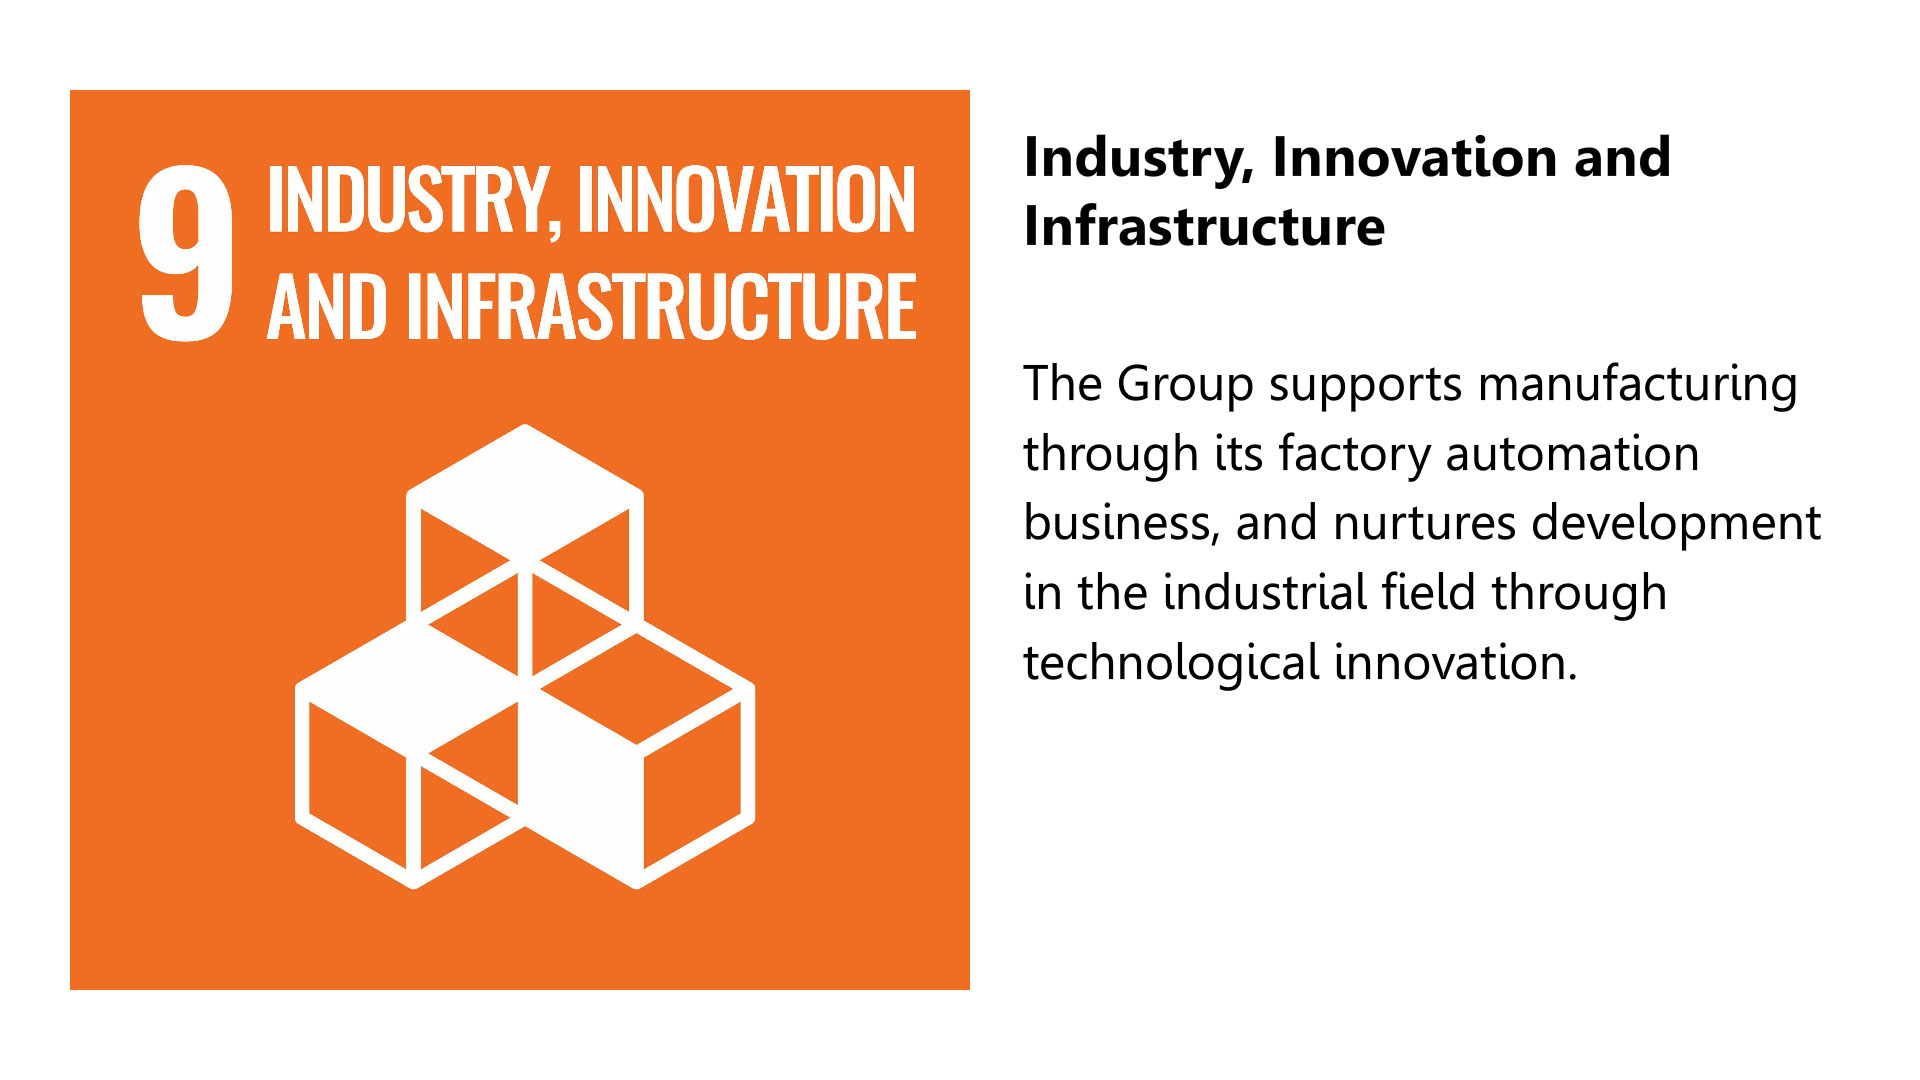 9
INDUSTRY, INNOVATION
AND INFRASTRUCTURE
Industry, Innovation and
Infrastructure
The Group supports manufacturing
through its factory automation
business, and nurtures development
in the industrial field through
technological innovation.